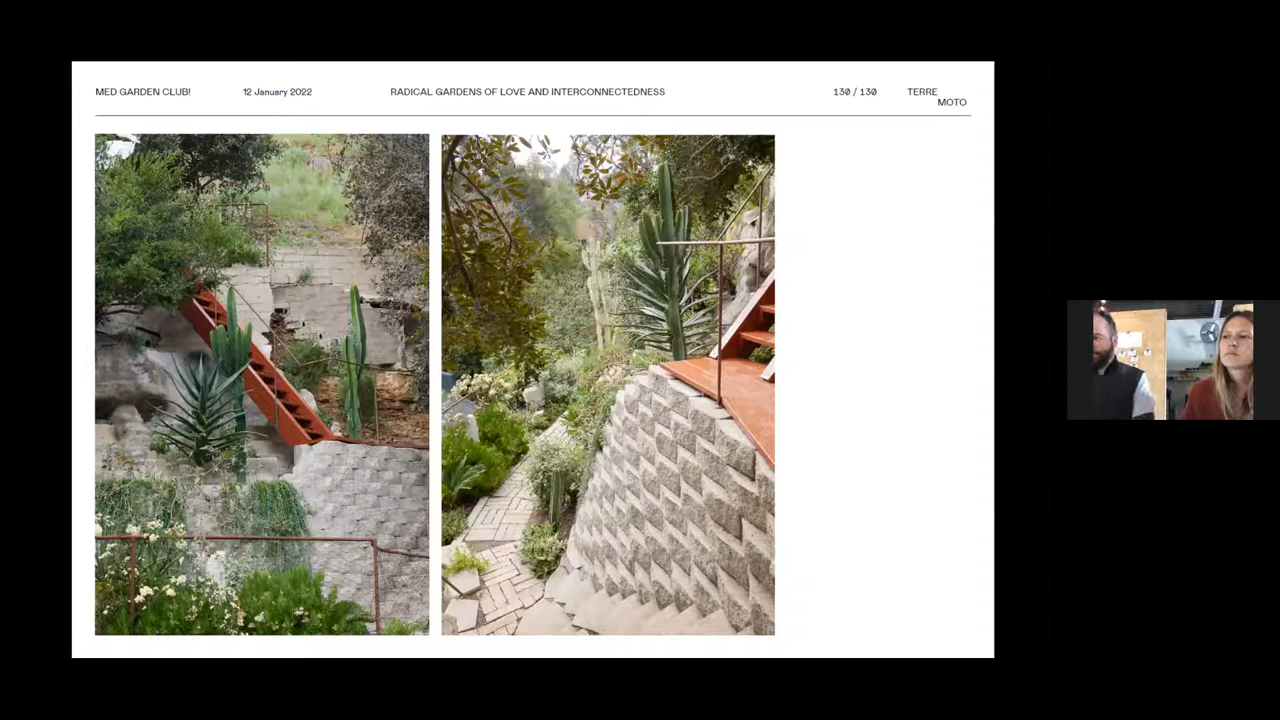 MED GARDEN CLUB! 12 January 2022 RADICAL GARDENS OF LOVE AND INTERCONNECTEDNESS 130 / 130 TERRE
MOTO